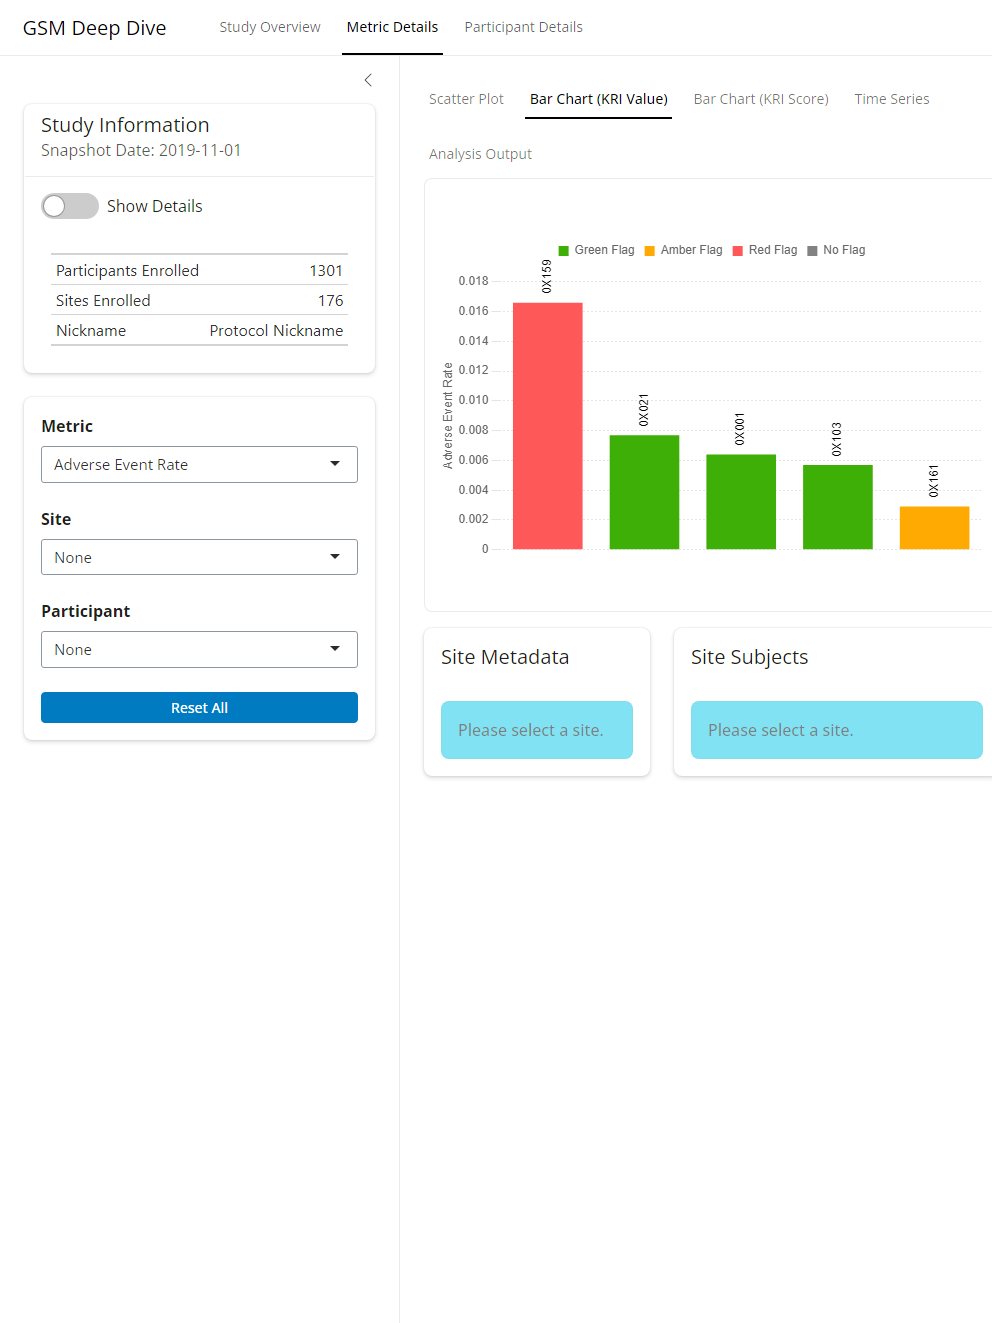 GSM Deep Dive
Study Overview
Metric Details
Participant Details
Study Information
Snapshot Date: 2019-11-01
Show Details
Participants Enrolled 1301
Sites Enrolled 176
Nickname Protocol Nickname
Metric
Adverse Event Rate
Site
None
Participant
None
Reset All
Scatter Plot
Bar Chart (KRI Value)
Bar Chart (KRI Score)
Time Series
Analysis Output
Green Flag
Amber Flag
Red Flag
No Flag
Adverse Event Rate
0.018
0.016
0.014
0.012
0.010
0.008
0.006
0.004
0.002
0
0X159
0X021
0X001
0X103
0X161
Site Metadata
Please select a site.
Site Subjects
Please select a site.